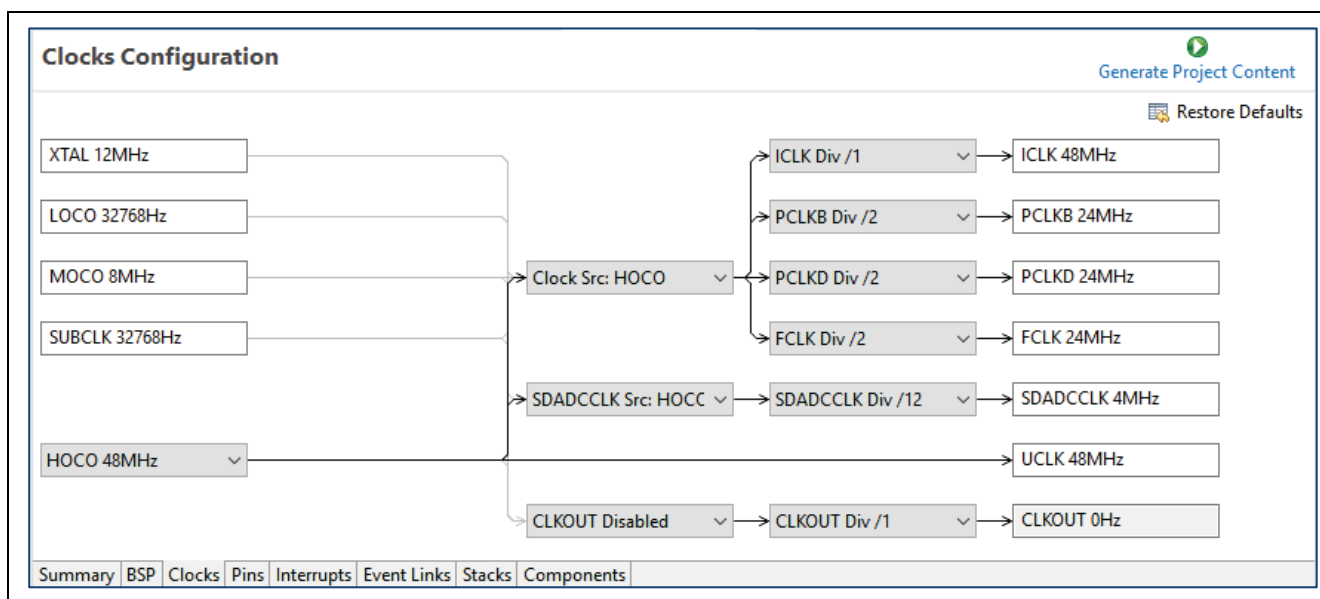 Clocks Configuration
Generate Project Content
Restore Defaults
XTAL 12MHz
ICLK Div /1
ICLK 48MHz
LOCO 32768Hz
PCLKB Div /2
PCLKB 24MHz
MOCO 8MHz
Clock Src: HOCO
PCLKD Div /2
PCLKD 24MHz
SUBCLK 32768Hz
FCLK Div /2
FCLK 24MHz
SDADCCLK Src: HOCC
SDADCCLK Div /12
SDADCCLK 4MHz
HOCO 48MHz
UCLK 48MHz
CLKOUT Disabled
CLKOUT Div /1
CLKOUT 0Hz
Summary BSP Clocks Pins Interrupts Event Links Stacks Components